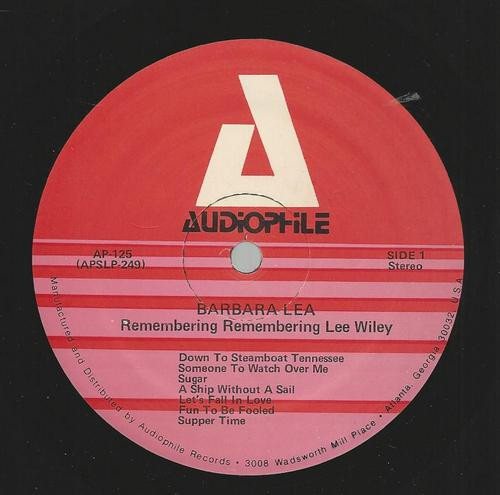 AUDIOPHILE
AP-125
(APSLP-249)
SIDE 1
Stereo
BARBARA LEA
Remembering Remembering Lee Wiley
Down To Steamboat Tennessee
Someone To Watch Over Me
Sugar
A Ship Without A Sail
Let's Fall In Love
Fun To Be Fooled
Supper Time
Manufactured and Distributed by Audiophile Records • 3008 Wadsworth Mill Place • Atlanta, Georgia 30032 U.S.A.